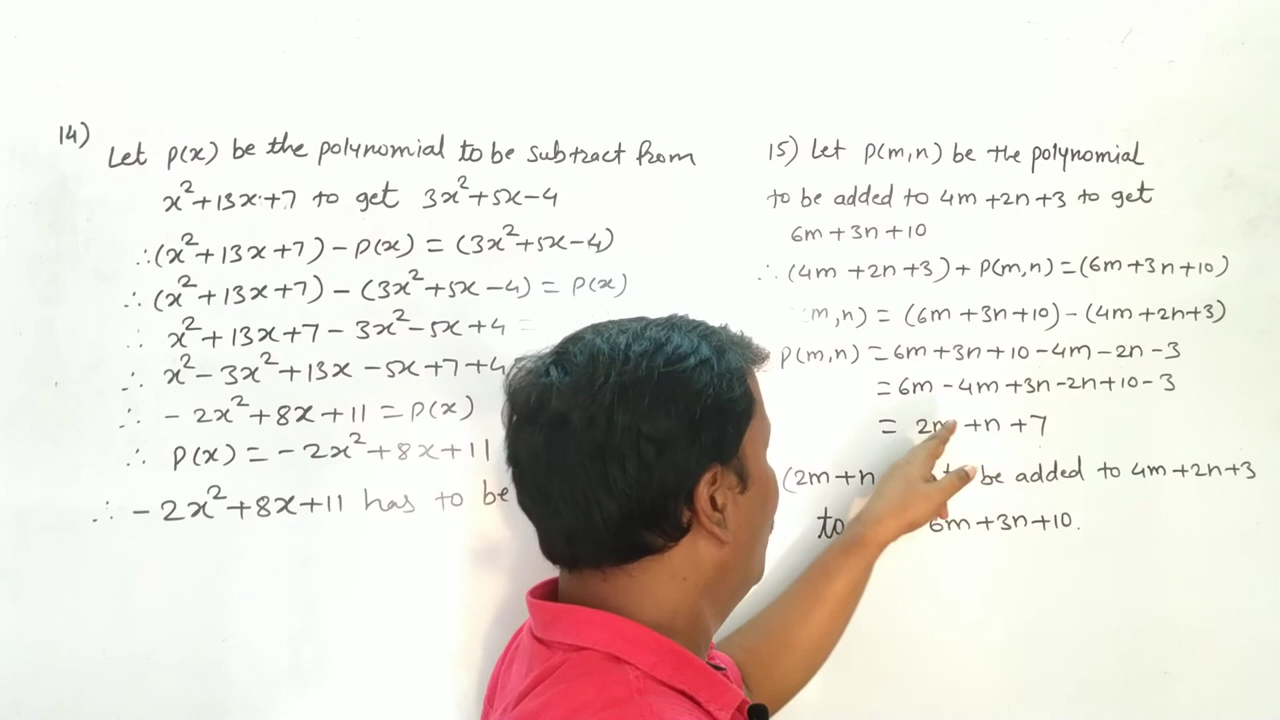 14)
Let P(x) be the polynomial to be subtract from
x²+13x+7 to get 3x²+5x-4
∴(x²+13x+7)-P(x)=(3x²+5x-4)
∴(x²+13x+7)-(3x²+5x-4)=P(x)
∴ x²+13x+7-3x²-5x+4=
∴ x²-3x²+13x-5x+7+4
∴ -2x²+8x+11=P(x)
∴ P(x)=-2x²+8x+11
∴ -2x²+8x+11 has to be
15) Let P(m,n) be the polynomial
to be added to 4m+2n+3 to get
6m+3n+10
∴(4m+2n+3)+P(m,n)=(6m+3n+10)
m,n)=(6m+3n+10)-(4m+2n+3)
P(m,n)=6m+3n+10-4m-2n-3
=6m-4m+3n-2n+10-3
= 2m+n+7
(2m+n be added to 4m+2n+3
to 6m+3n+10.